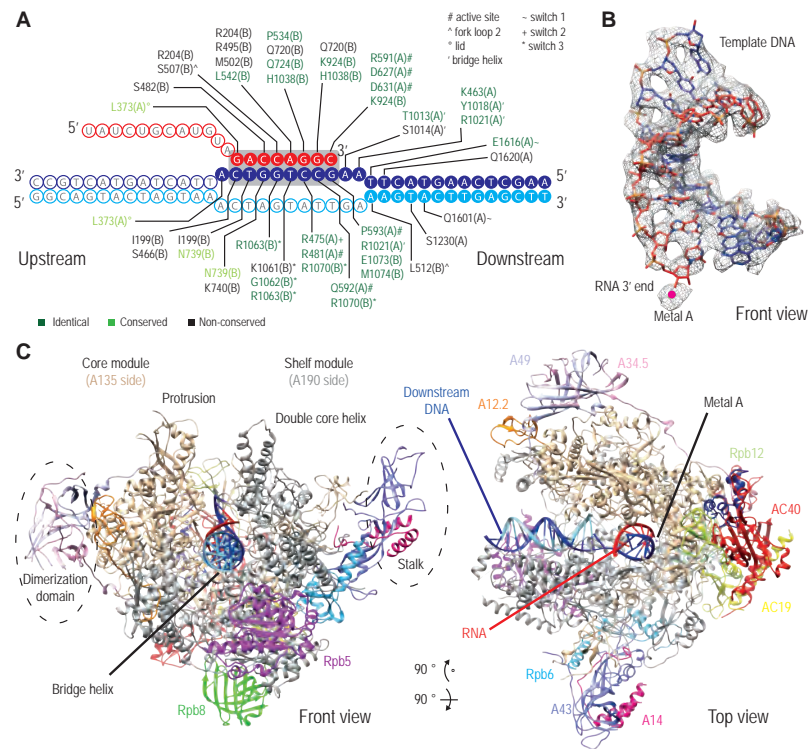 A
# active site
^ fork loop 2
° lid
' bridge helix
~ switch 1
+ switch 2
* switch 3
R204(B)
S507(B)^
S482(B)
L373(A)°
R204(B)
R495(B)
M502(B)
L542(B)
P534(B)
Q720(B)
Q724(B)
H1038(B)
Q720(B)
K924(B)
H1038(B)
R591(A)#
D627(A)#
D631(A)#
K924(B)
T1013(A)'
S1014(A)'
K463(A)
Y1018(A)'
R1021(A)'
E1616(A)~
Q1620(A)
5'
UAUCUGCAUGUAGACCAGGC
3'
3'
CCGTCATGATCATTACTGGTCCGAATTCATGAACTCGAA
5'
GGCAGTACTAGTAAACTAGTATTGAAAGTACTTGAGCTT
3'
L373(A)°
I199(B)
S466(B)
I199(B)
N739(B)
N739(B)
K740(B)
R1063(B)*
K1061(B)*
G1062(B)*
R1063(B)*
R475(A)+
R481(A)#
R1070(B)*
Q592(A)#
R1070(B)*
P593(A)#
R1021(A)'
E1073(B)
M1074(B)
L512(B)^
S1230(A)
Q1601(A)~
Upstream
Downstream
Identical
Conserved
Non-conserved
B
Template DNA
RNA 3' end
Metal A
Front view
C
Core module
(A135 side)
Shelf module
(A190 side)
Protrusion
Double core helix
Dimerization
domain
Stalk
Bridge helix
Rpb5
Rpb8
Front view
90 °
90 °
A49
A34.5
Downstream
DNA
A12.2
Metal A
Rpb12
AC40
AC19
RNA
Rpb6
A43
A14
Top view